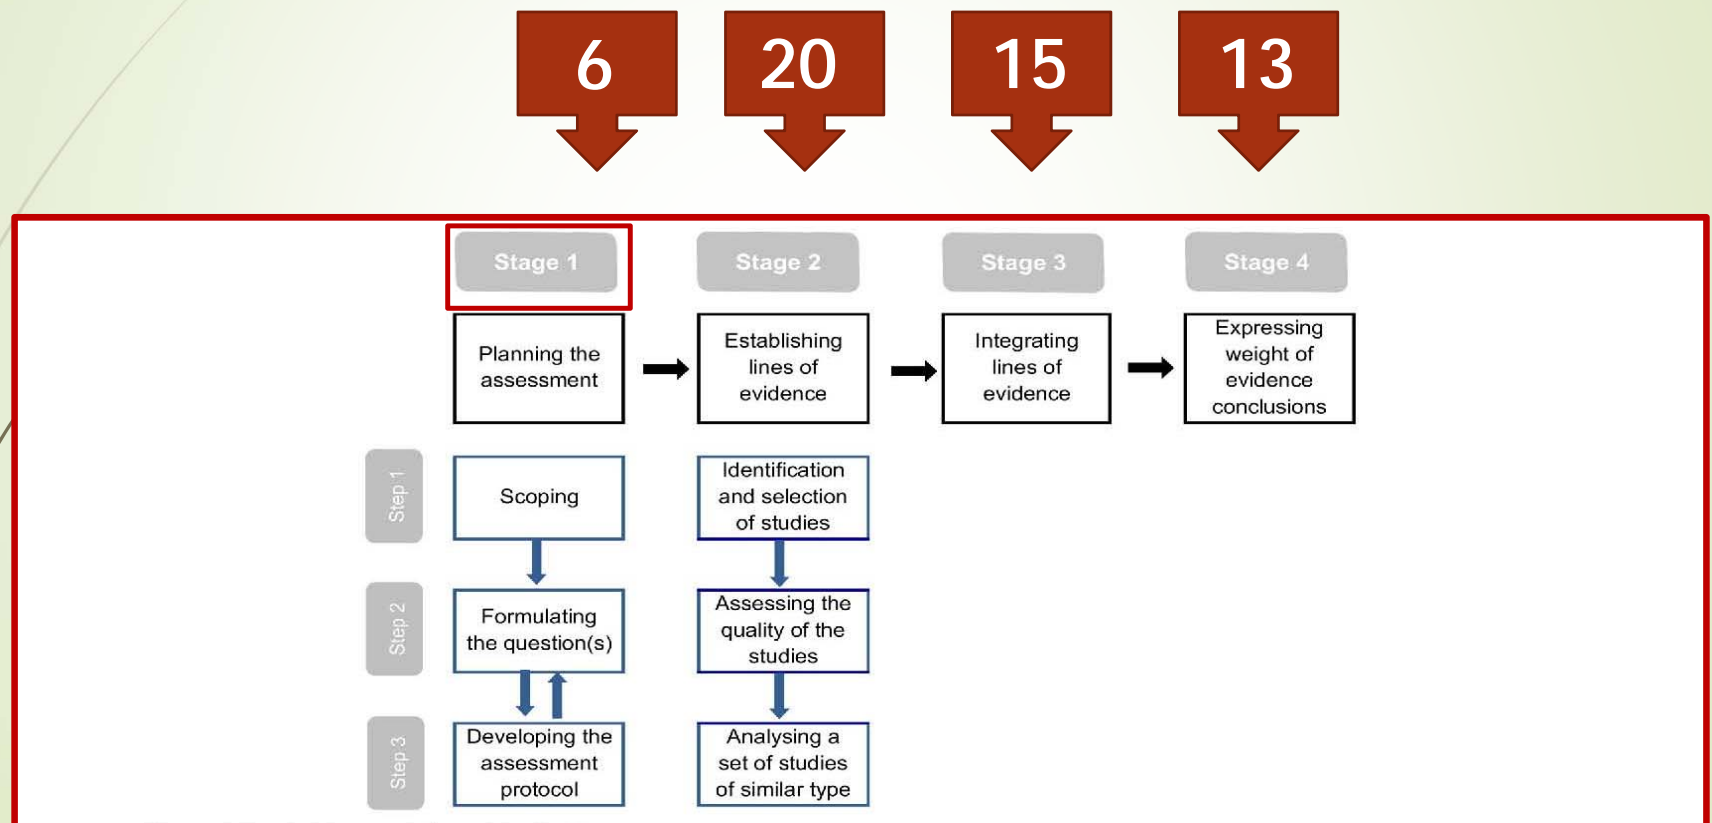 6
20
15
13
Stage 1
Stage 2
Stage 3
Stage 4
Planning the
assessment
Establishing
lines of
evidence
Integrating
lines of
evidence
Expressing
weight of
evidence
conclusions
Step 1
Scoping
Identification
and selection
of studies
Step 2
Formulating
the question(s)
Assessing the
quality of the
studies
Step 3
Developing the
assessment
protocol
Analysing a
set of studies
of similar type